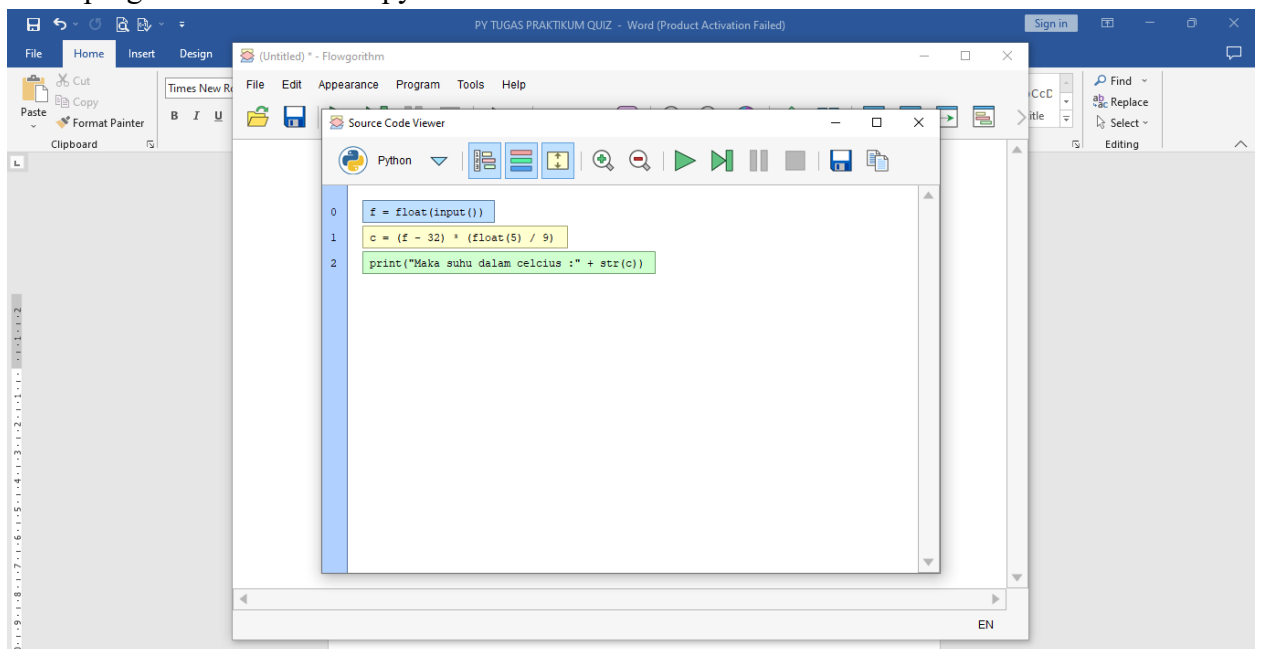 PY TUGAS PRAKTIKUM QUIZ - Word (Product Activation Failed)
Sign in
File Home Insert Design
(Untitled) * - Flowgorithm
Cut
Copy
Format Painter
Paste
Clipboard
Times New R
B I U
File Edit Appearance Program Tools Help
Find
Replace
Select
Editing
Source Code Viewer
Python
0 f = float(input())
1 c = (f - 32) * (float(5) / 9)
2 print("Maka suhu dalam celcius :" + str(c))
EN